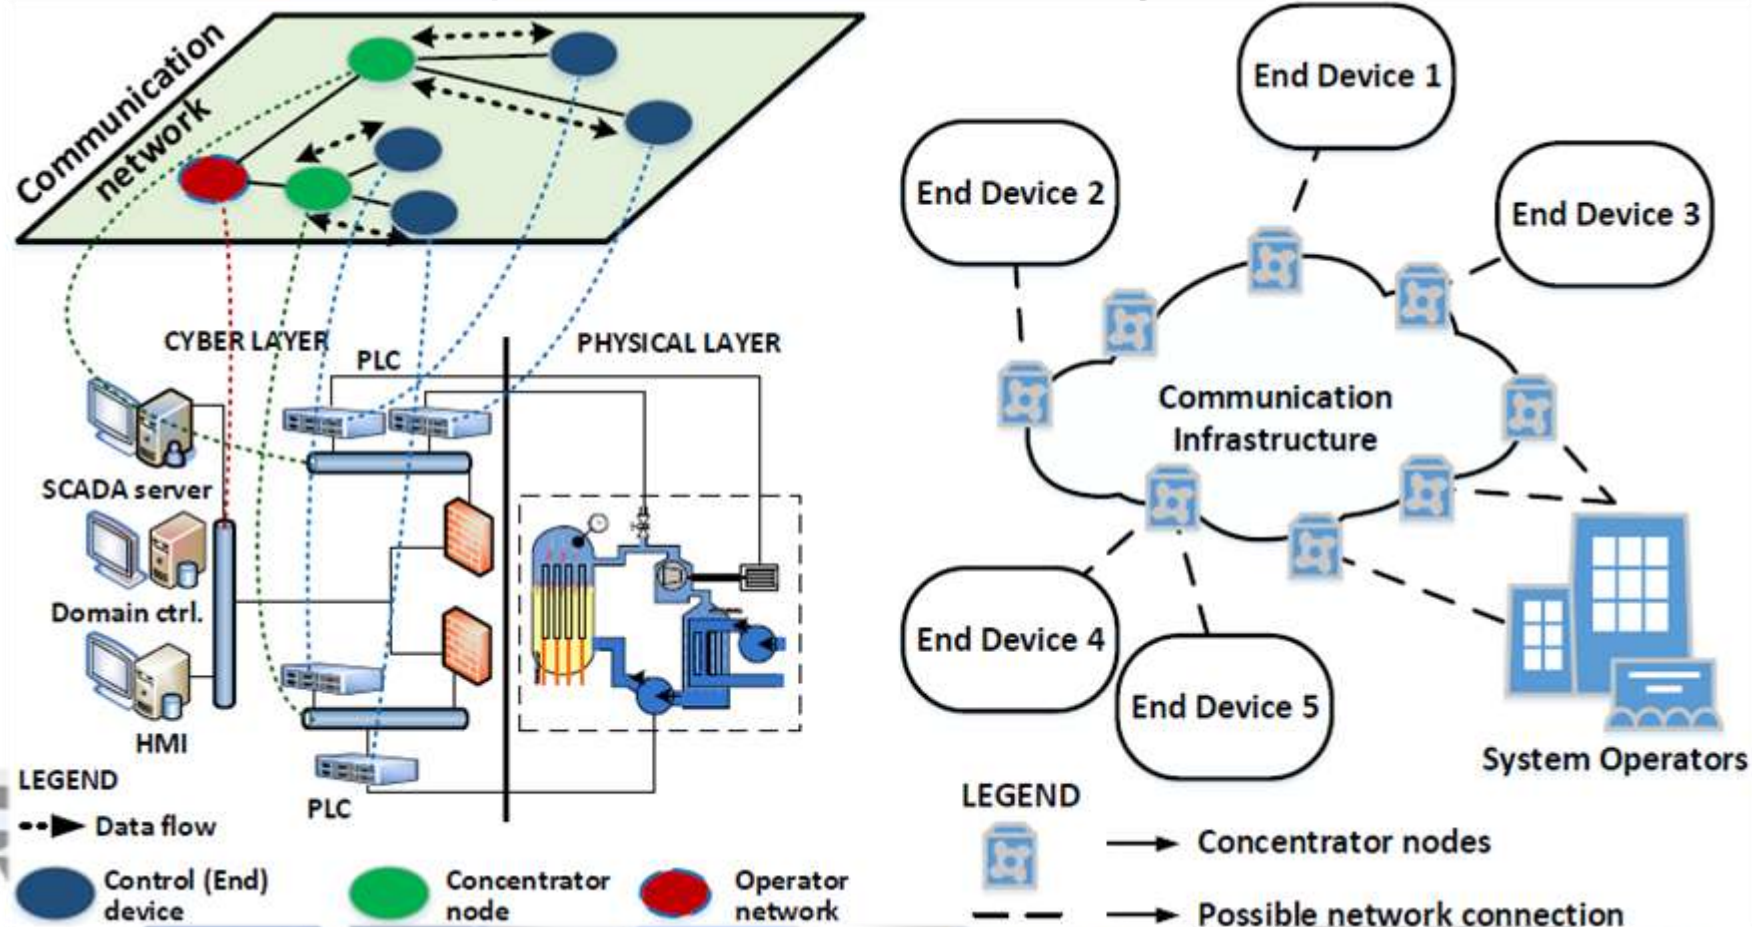 Communication
network
CYBER LAYER
PHYSICAL LAYER
PLC
SCADA server
Domain ctrl.
HMI
PLC
LEGEND
Data flow
Control (End)
device
Concentrator
node
Operator
network
End Device 1
End Device 2
End Device 3
Communication
Infrastructure
End Device 4
End Device 5
System Operators
LEGEND
Concentrator nodes
Possible network connection